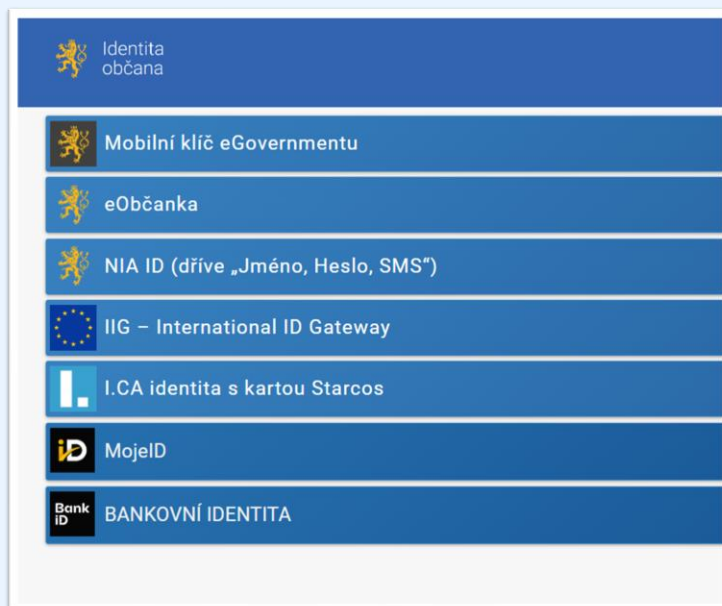 Identita
občana
Mobilní klíč eGovernmentu
eObčanka
NIA ID (dříve „Jméno, Heslo, SMS“)
IIG – International ID Gateway
I.CA identita s kartou Starcos
I.
iD MojeID
Bank
iD
BANKOVNÍ IDENTITA